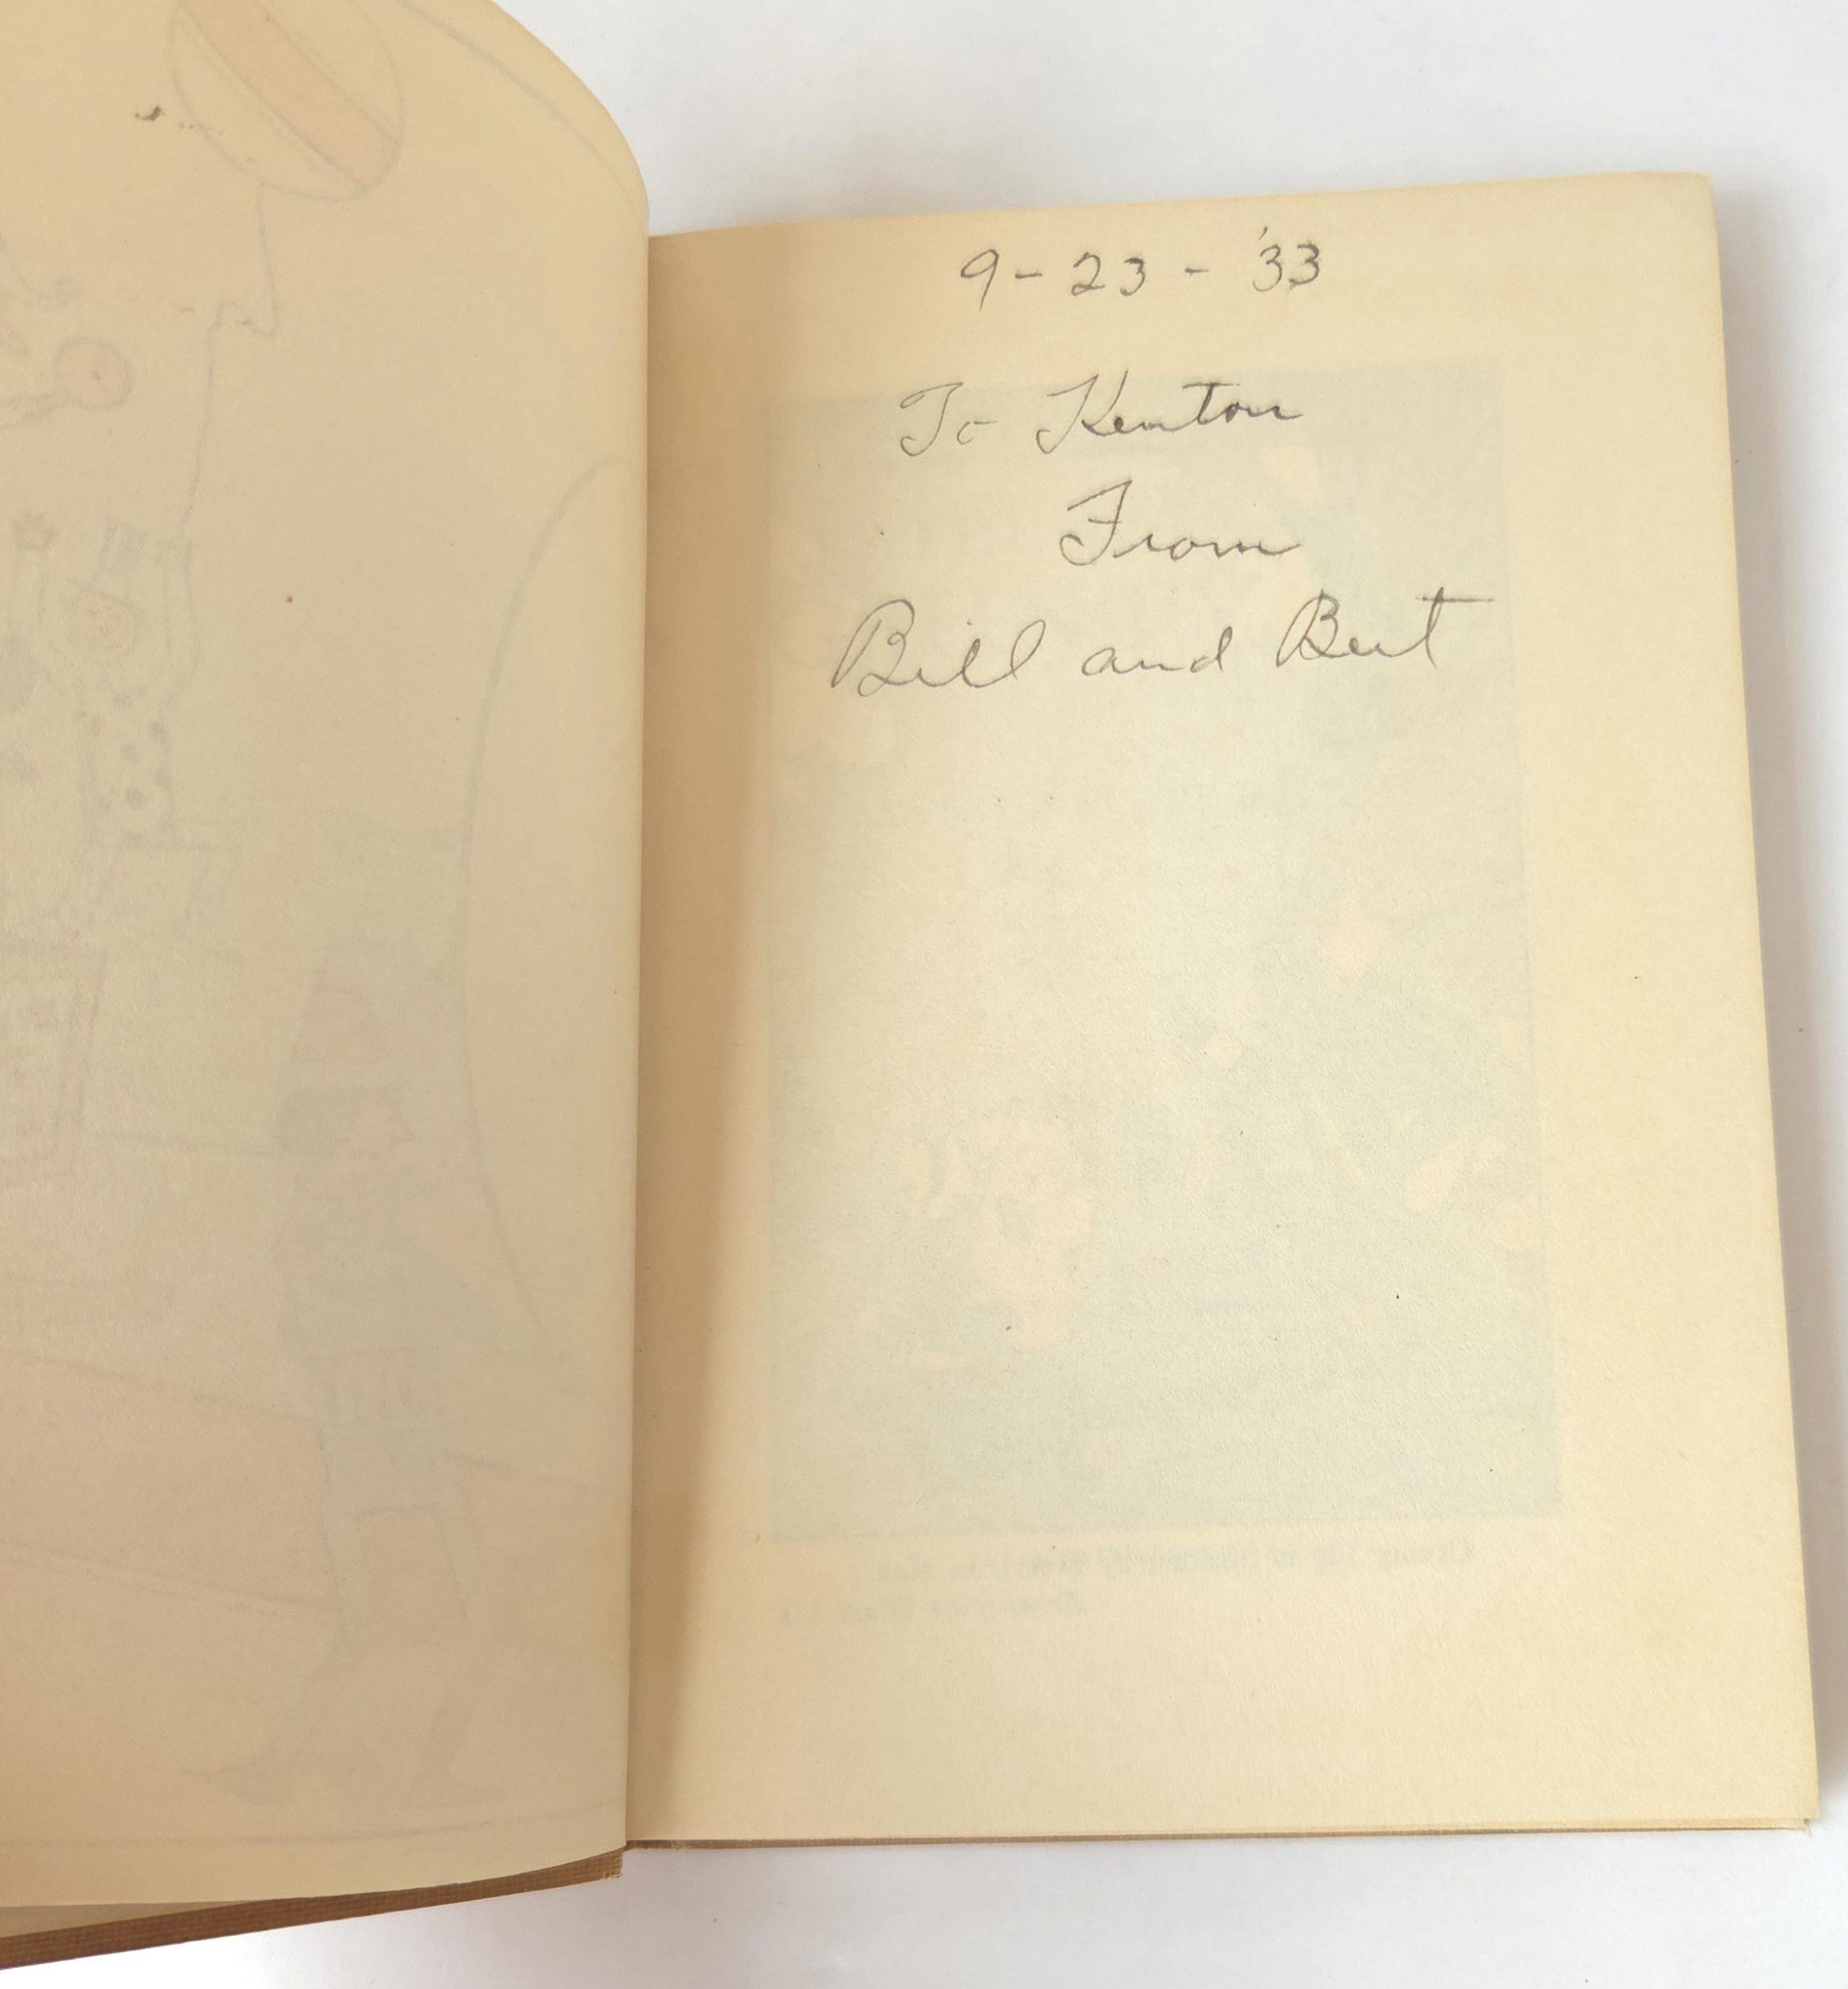 9-23-'33
To Kenton
From
Bill and Bert